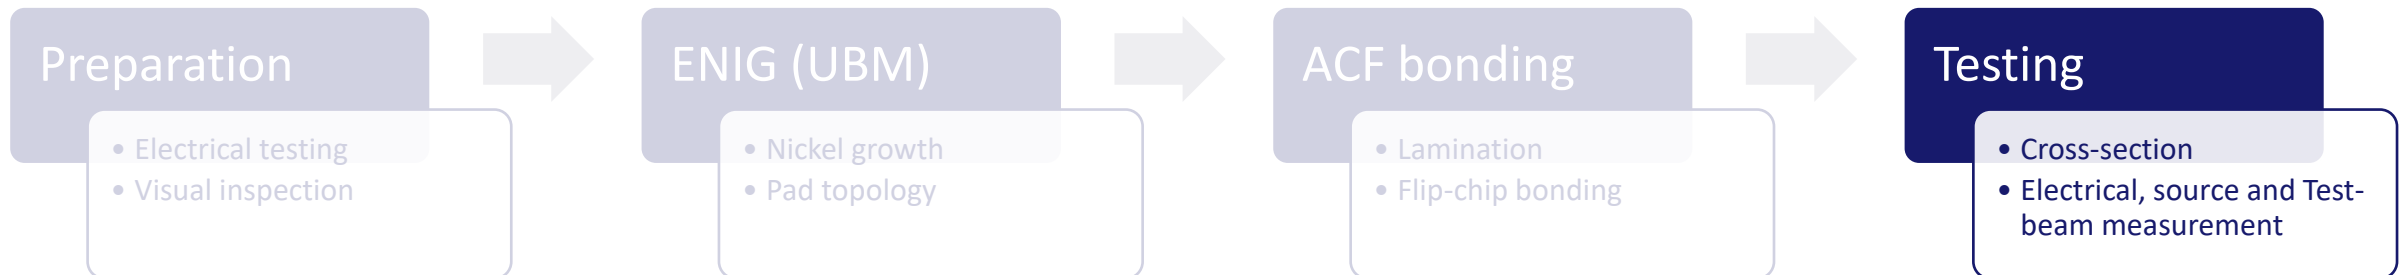 Preparation
• Electrical testing
• Visual inspection
ENIG (UBM)
• Nickel growth
• Pad topology
ACF bonding
• Lamination
• Flip-chip bonding
Testing
• Cross-section
• Electrical, source and Test-
beam measurement